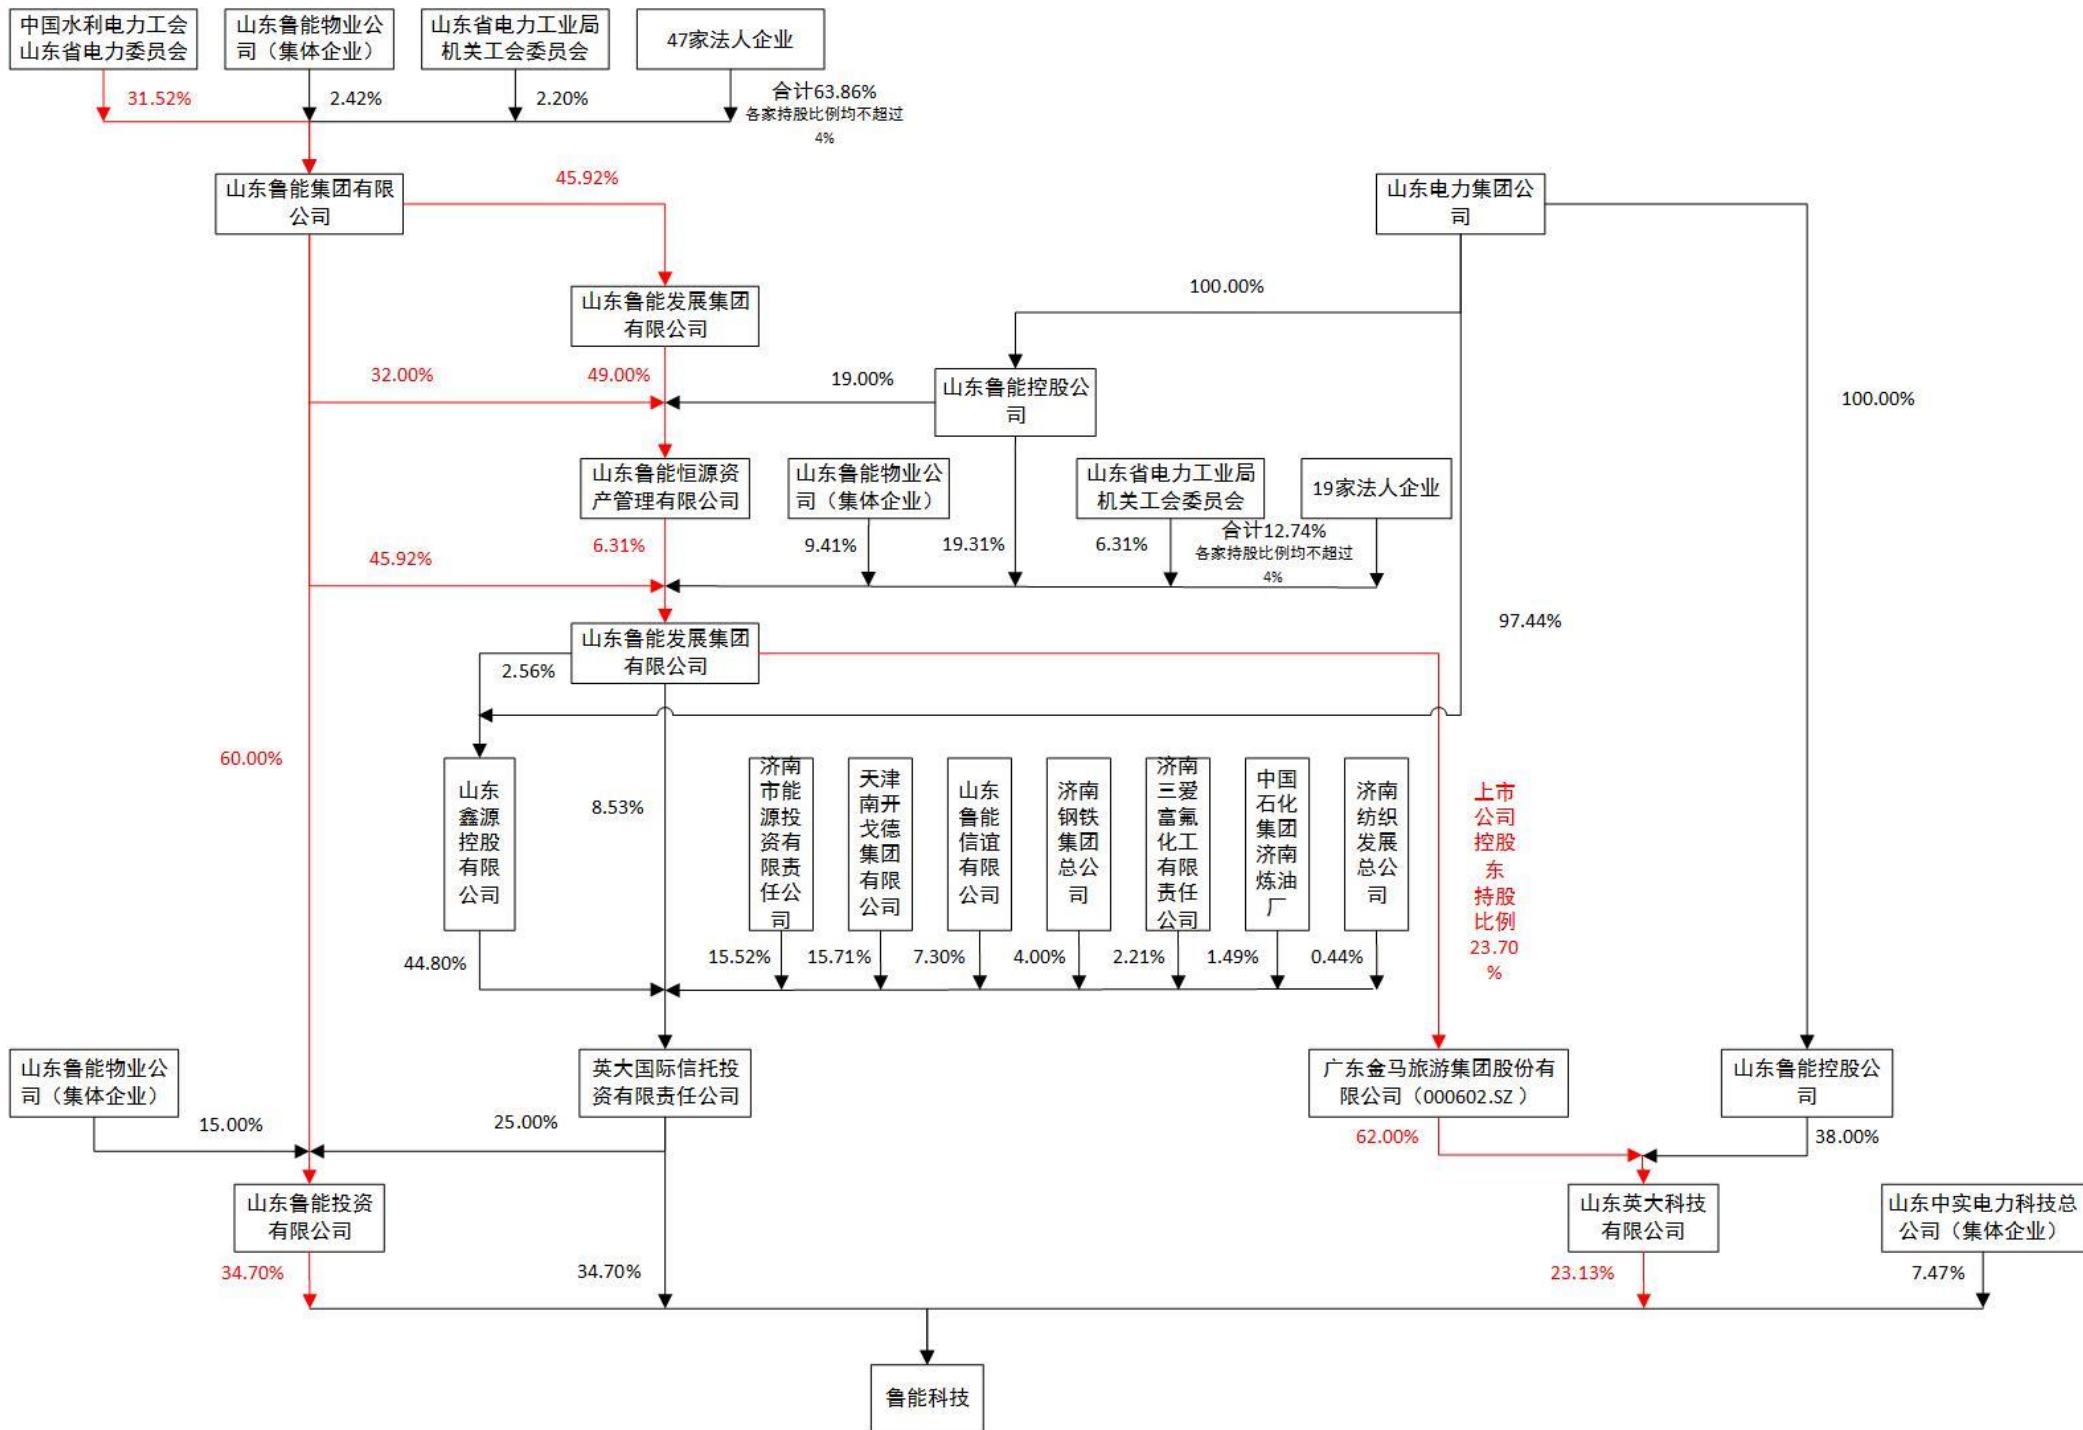 中国水利电力工会
山东省电力委员会
山东鲁能物业公
司（集体企业）
山东省电力工业局
机关工会委员会
47家法人企业
31.52%
2.42%
2.20%
合计63.86%
各家持股比例均不超过
4%
山东鲁能集团有限
公司
45.92%
山东电力集团公
司
山东鲁能发展集团
有限公司
100.00%
32.00%
49.00%
19.00%
山东鲁能控股公
司
100.00%
山东鲁能恒源资
产管理有限公司
山东鲁能物业公
司（集体企业）
山东省电力工业局
机关工会委员会
19家法人企业
45.92%
6.31%
9.41%
19.31%
6.31%
合计12.74%
各家持股比例均不超过
4%
山东鲁能发展集团
有限公司
97.44%
2.56%
60.00%
山东
鑫源
控股
有限
公司
8.53%
济南
市能
源投
资有
限责
任公
司
天津
南开
戈德
集团
有限
公司
山东
鲁能
信谊
有限
公司
济南
钢铁
集团
总公
司
济南
三爱
富氟
化工
有限
责任
公司
中国
石化
集团
济南
炼油
厂
济南
纺织
发展
总公
司
上市
公司
控股
东
持股
比例
23.70
%
44.80%
15.52%
15.71%
7.30%
4.00%
2.21%
1.49%
0.44%
山东鲁能物业公
司（集体企业）
英大国际信托投
资有限责任公司
广东金马旅游集团股份有
限公司（000602.SZ ）
山东鲁能控股公
司
15.00%
25.00%
62.00%
38.00%
山东鲁能投资
有限公司
山东英大科技
有限公司
山东中实电力科技总
公司（集体企业）
34.70%
34.70%
23.13%
7.47%
鲁能科技